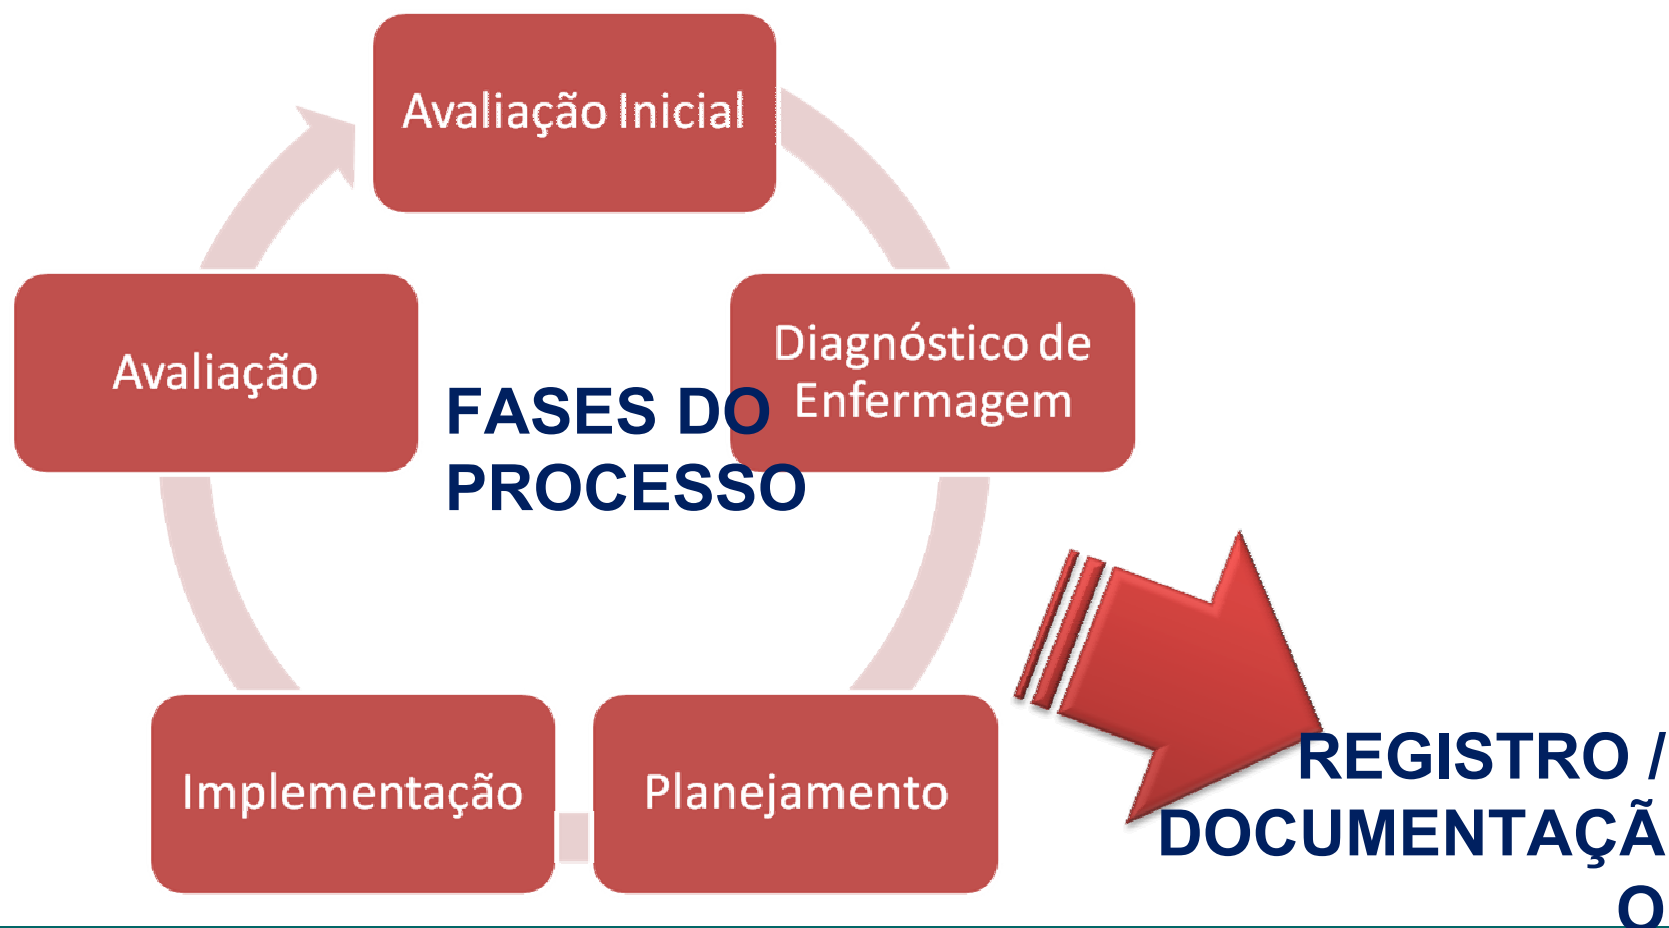 Avaliação Inicial
Diagnóstico de
Enfermagem
Avaliação
FASES DO
PROCESSO
Implementação
Planejamento
REGISTRO /
DOCUMENTAÇÃ
O